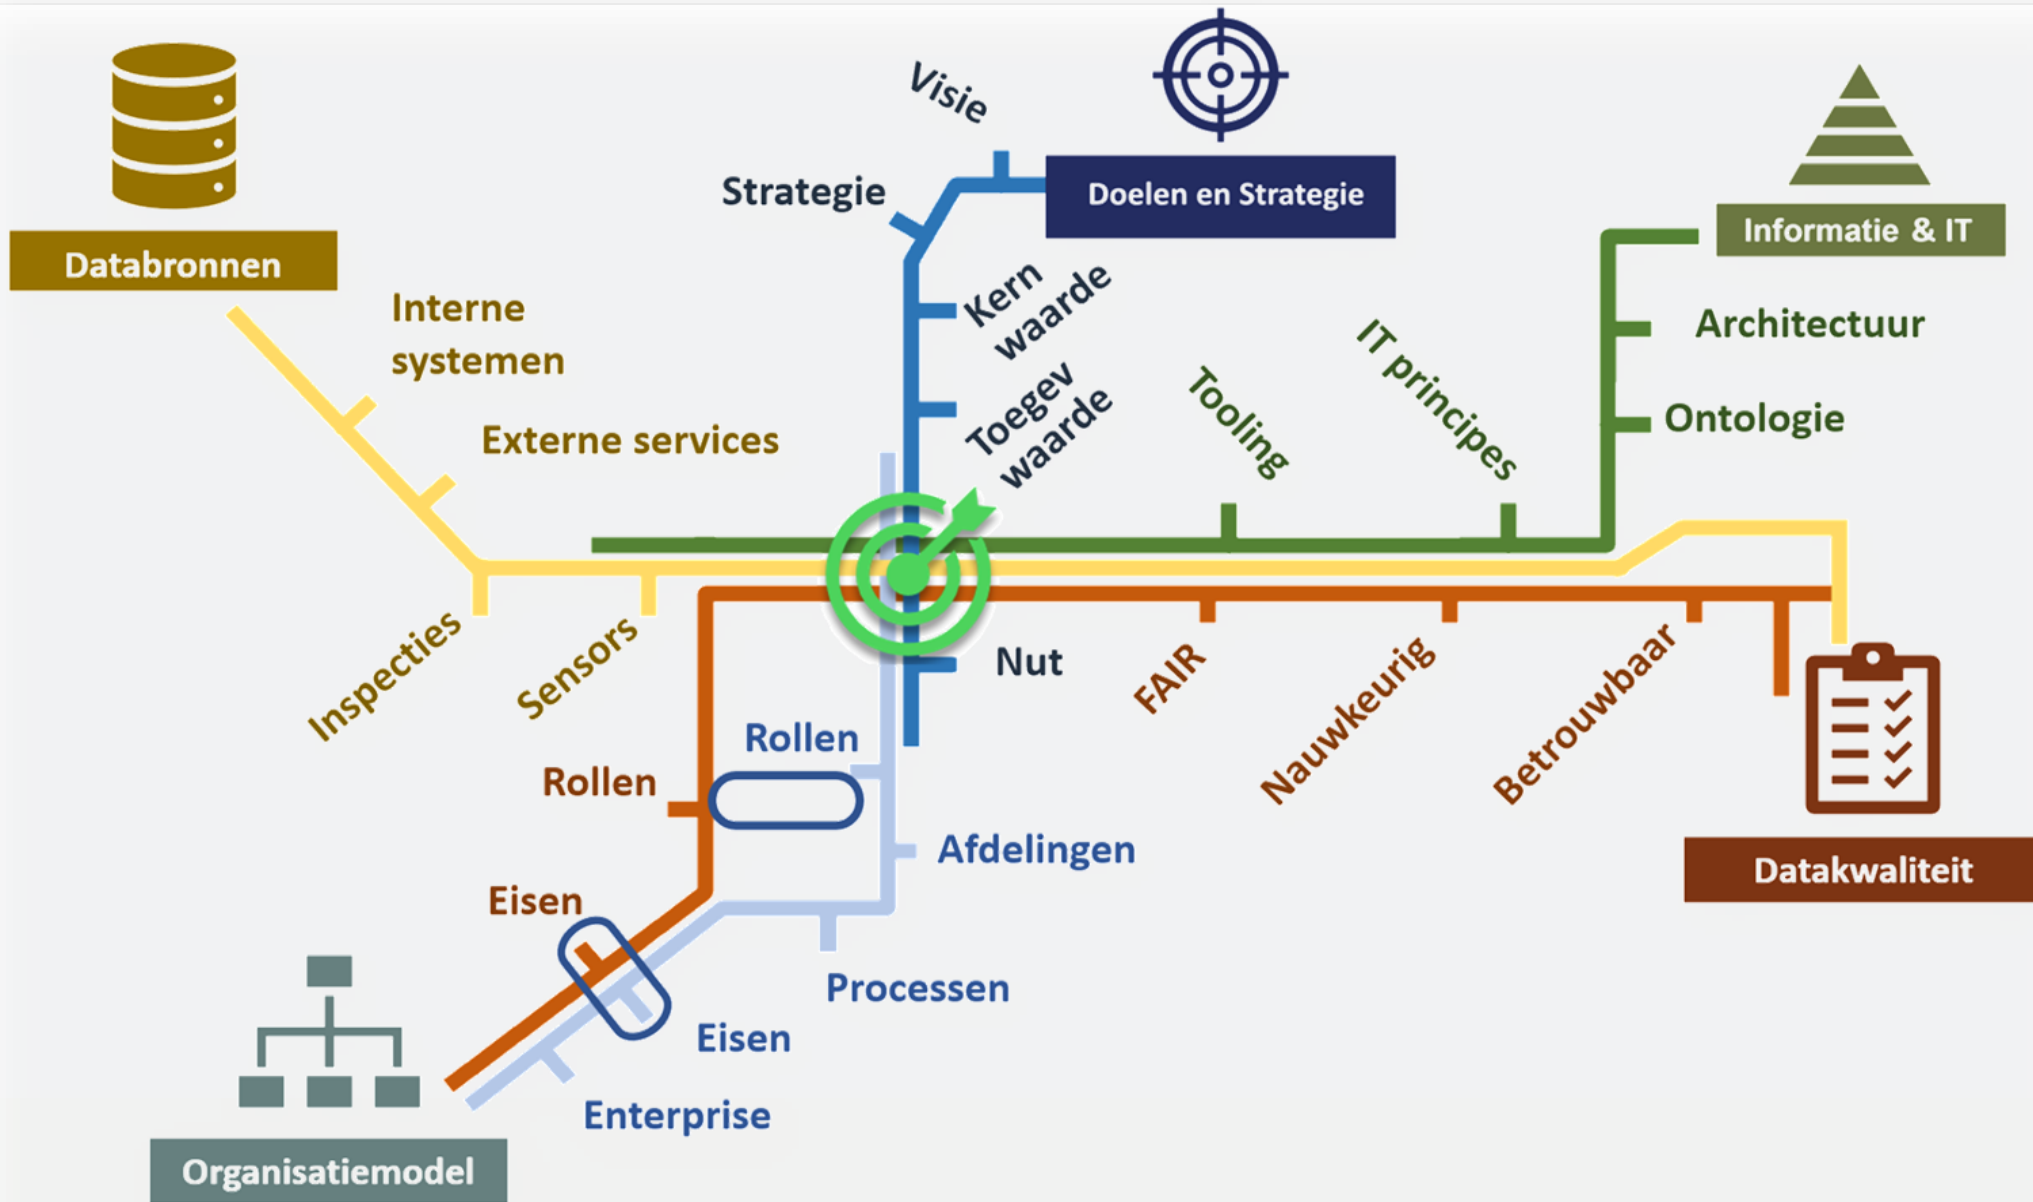 Visie
Doelen en Strategie
Strategie
Databronnen
Informatie & IT
Interne
systemen
Kern
waarde
Architectuur
Externe services
Toegev
waarde
Tooling
IT principes
Ontologie
Inspecties
Sensors
Nut
FAIR
Nauwkeurig
Betrouwbaar
Rollen
Rollen
Afdelingen
Datakwaliteit
Eisen
Processen
Eisen
Enterprise
Organisatiemodel